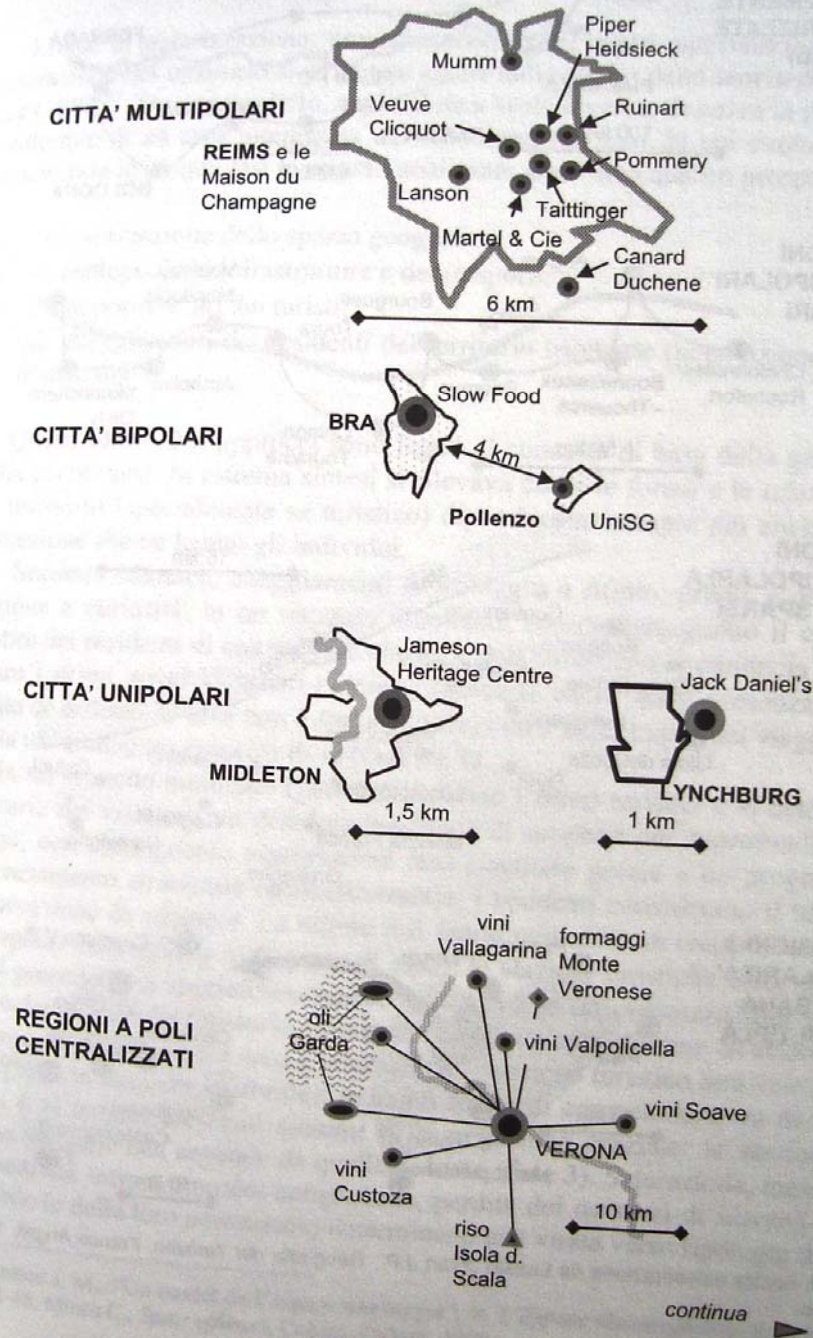 CITTA' MULTIPOLARI
REIMS e le
Maison du
Champagne
Mumm
Piper
Heidsieck
Veuve
Clicquot
Ruinart
Pommery
Lanson
Taittinger
Martel & Cie
Canard
Duchene
6 km
CITTA' BIPOLARI
BRA
Slow Food
4 km
Pollenzo
UniSG
CITTA' UNIPOLARI
Jameson
Heritage Centre
MIDLETON
1,5 km
Jack Daniel's
LYNCHBURG
1 km
REGIONI A POLI
CENTRALIZZATI
vini
Vallagarina
formaggi
Monte
Veronese
oli
Garda
vini Valpolicella
vini Soave
VERONA
vini
Custoza
riso
Isola d.
Scala
10 km
continua